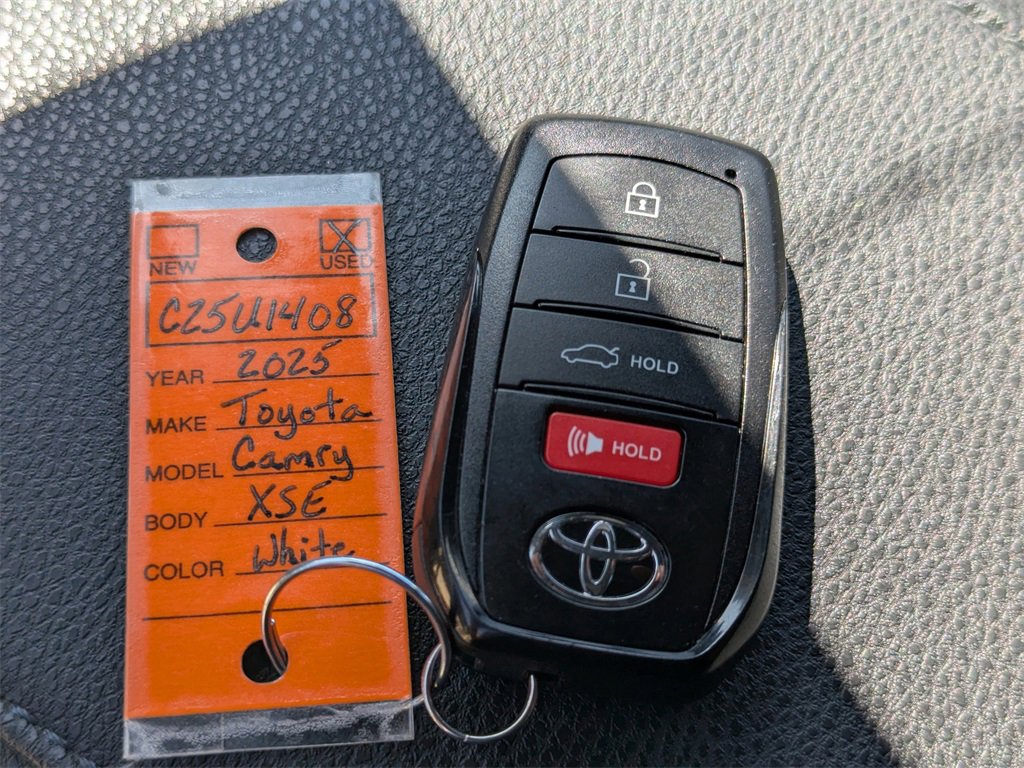 NEW USED
C25U1408
YEAR 2025
MAKE Toyota
MODEL Camry
BODY XSE
COLOR White
HOLD
HOLD